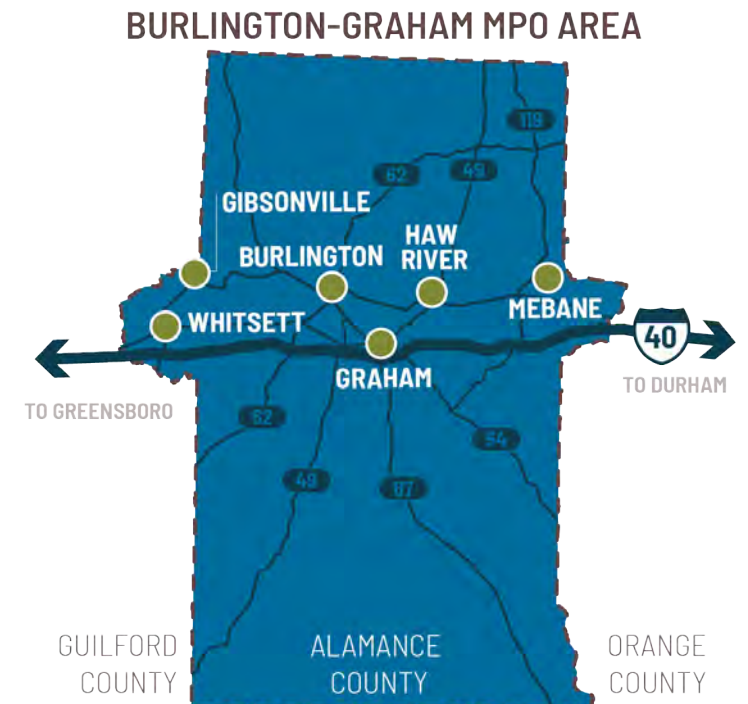 BURLINGTON-GRAHAM MPO AREA
119
62
49
GIBSONVILLE
BURLINGTON
HAW
RIVER
MEBANE
WHITSETT
GRAHAM
40
TO GREENSBORO
TO DURHAM
62
54
49
87
GUILFORD
COUNTY
ALAMANCE
COUNTY
ORANGE
COUNTY